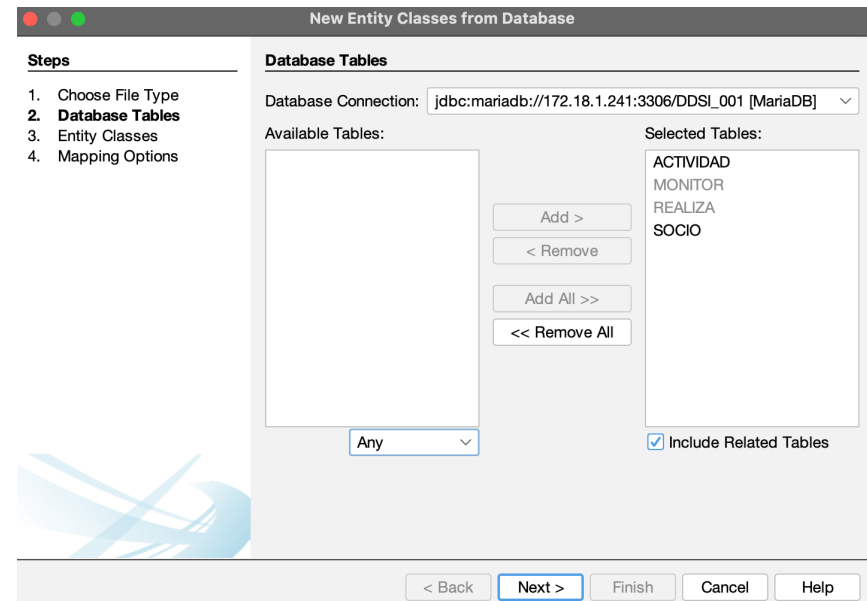 New Entity Classes from Database
Steps
1. Choose File Type
2. Database Tables
3. Entity Classes
4. Mapping Options
Database Tables
Database Connection: jdbc:mariadb://172.18.1.241:3306/DDSI_001 [MariaDB]
Available Tables:
Any
Add >
< Remove
Add All >>
<< Remove All
Selected Tables:
ACTIVIDAD
MONITOR
REALIZA
SOCIO
Include Related Tables
< Back Next > Finish Cancel Help